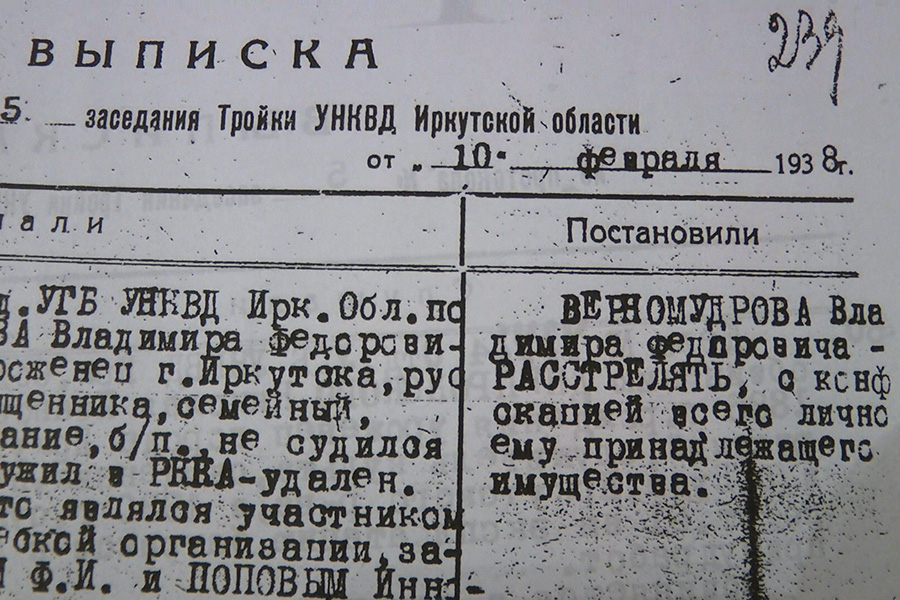 239
ВЫПИСКА
5. заседания Тройки УНКВД Иркутской области
от „ 10" февраля 1938г.
али
Постановили
д.УГБ УНКВД Ирк.Обл.по
ВА Владимира Федорови-
роженец г.Иркутска,рус
щенника,семейный,
ание,б/п.,не судился
ужил в РККА-удален.
то являлся участником
ской организации,за-
Ф.И. и ПОПОВЫМ Инн-
ВЕРНОМУДРОВА Вла
димира Федоровича -
РАССТРЕЛЯТЬ, с конф
скацией всего лично
ему принадлежащего
имущества.